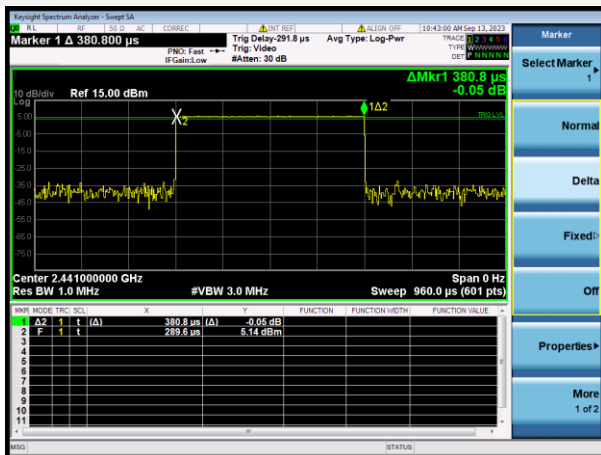 Keysight Spectrum Analyzer - Swept SA
RL RF 50 Ω AC CORREC INT REF ALIGN OFF 10:43:00 AM Sep 13, 2023
Marker 1 Δ 380.800 µs
PNO: Fast
IFGain:Low
Trig Delay-291.8 µs
Trig: Video
#Atten: 30 dB
Avg Type: Log-Pwr
TRACE 1 2 3 4 5 6
TYPE WWWWWW
DET P N N N N N
ΔMkr1 380.8 µs
-0.05 dB
10 dB/div Ref 15.00 dBm
Log
5.00
-5.00
-15.0
-25.0
-35.0
-45.0
-55.0
-65.0
-75.0
X2
1Δ2
TRIG LVL
Center 2.441000000 GHz Span 0 Hz
Res BW 1.0 MHz #VBW 3.0 MHz Sweep 960.0 µs (601 pts)
MKR MODE TRC SCL X Y FUNCTION FUNCTION WIDTH FUNCTION VALUE
1 Δ2 1 t (Δ) 380.8 µs (Δ) -0.05 dB
2 F 1 t 289.6 µs 5.14 dBm
3
4
5
6
7
8
9
10
11
MSG STATUS
Marker
Select Marker
1
Normal
Delta
Fixed
Off
Properties
More
1 of 2